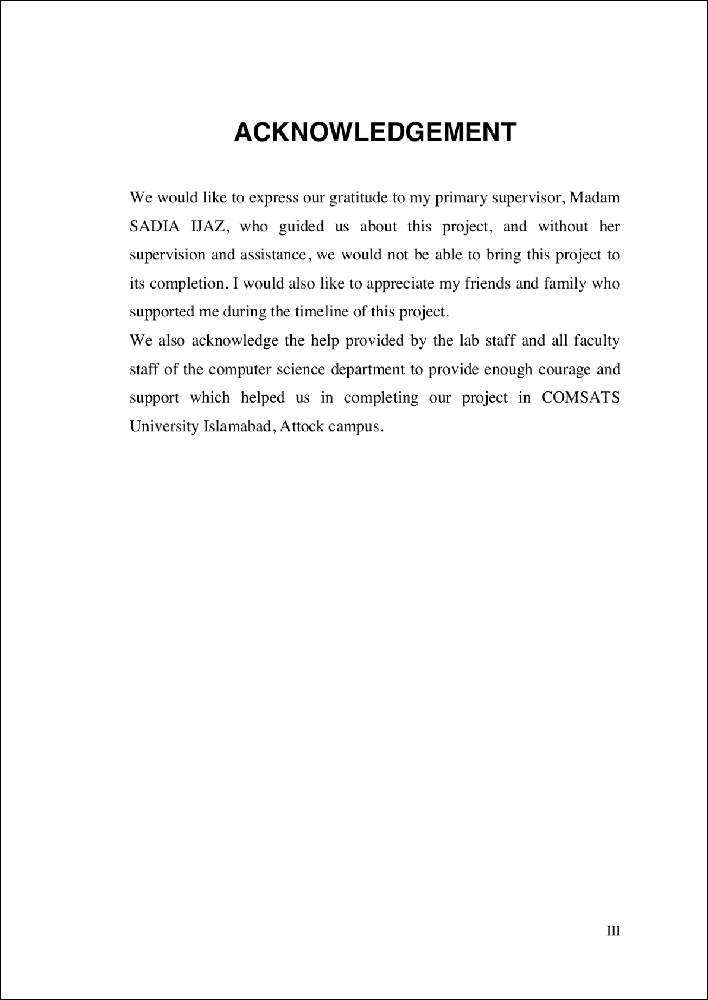 ACKNOWLEDGEMENT
We would like to express our gratitude to my primary supervisor, Madam
SADIA IJAZ, who guided us about this project, and without her
supervision and assistance, we would not be able to bring this project to
its completion. I would also like to appreciate my friends and family who
supported me during the timeline of this project.
We also acknowledge the help provided by the lab staff and all faculty
staff of the computer science department to provide enough courage and
support which helped us in completing our project in COMSATS
University Islamabad, Attock campus.
III